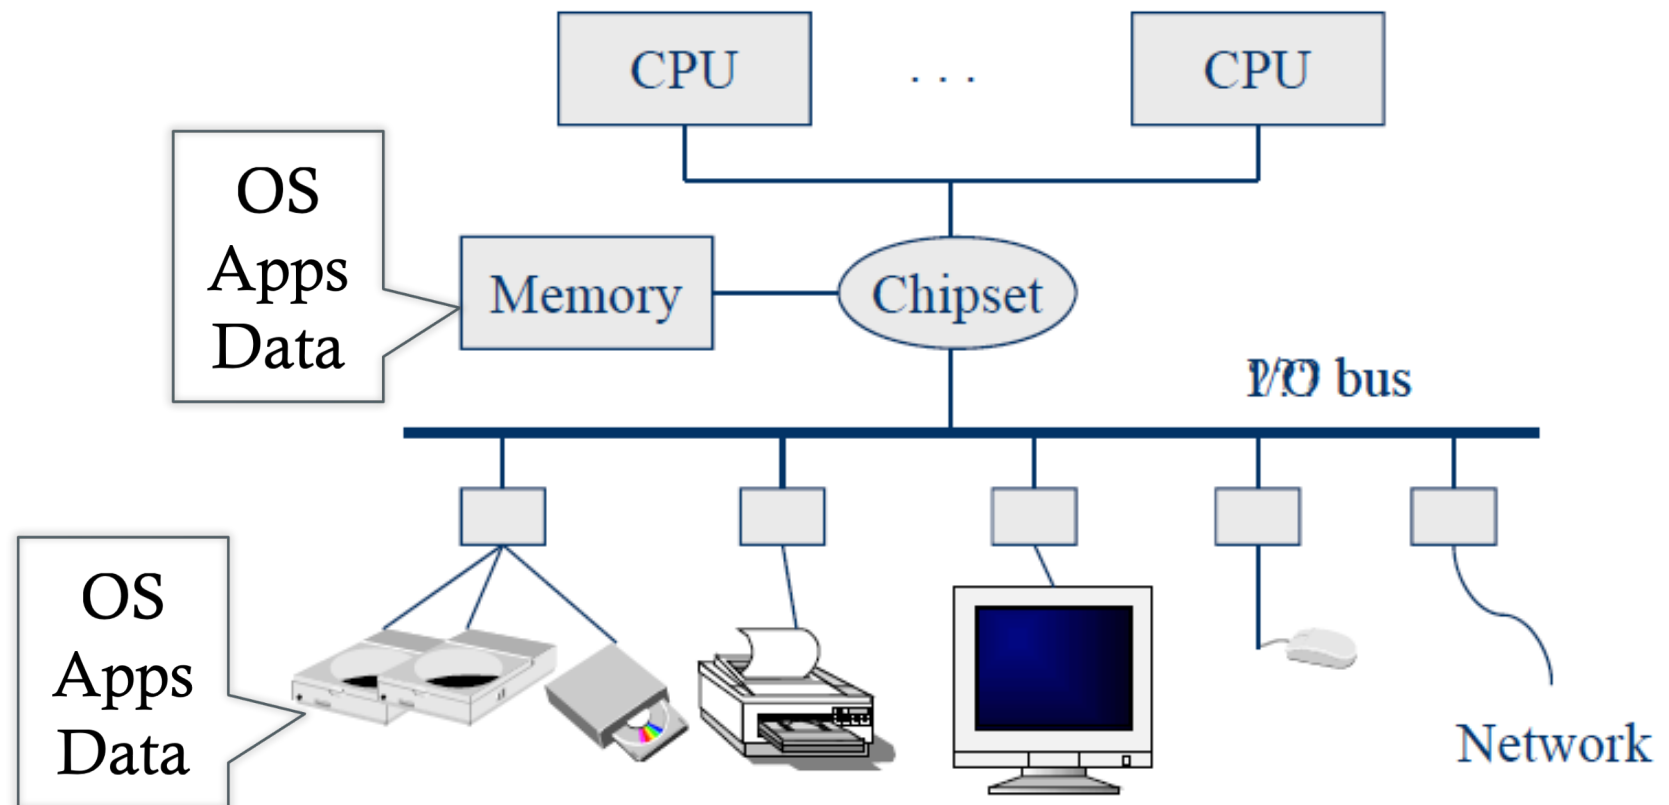 CPU
. . .
CPU
OS
Apps
Data
Memory
Chipset
I/O bus
OS
Apps
Data
Network